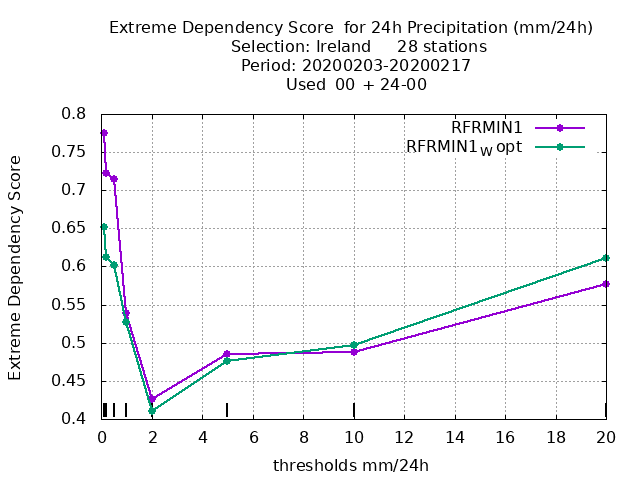 Extreme Dependency Score  for 24h Precipitation (mm/24h)
Selection: Ireland     28 stations
Period: 20200203-20200217
Used  00 + 24-00
RFRMIN1
RFRMIN1W opt
Extreme Dependency Score
0.8
0.75
0.7
0.65
0.6
0.55
0.5
0.45
0.4
0 2 4 6 8 10 12 14 16 18 20
thresholds mm/24h